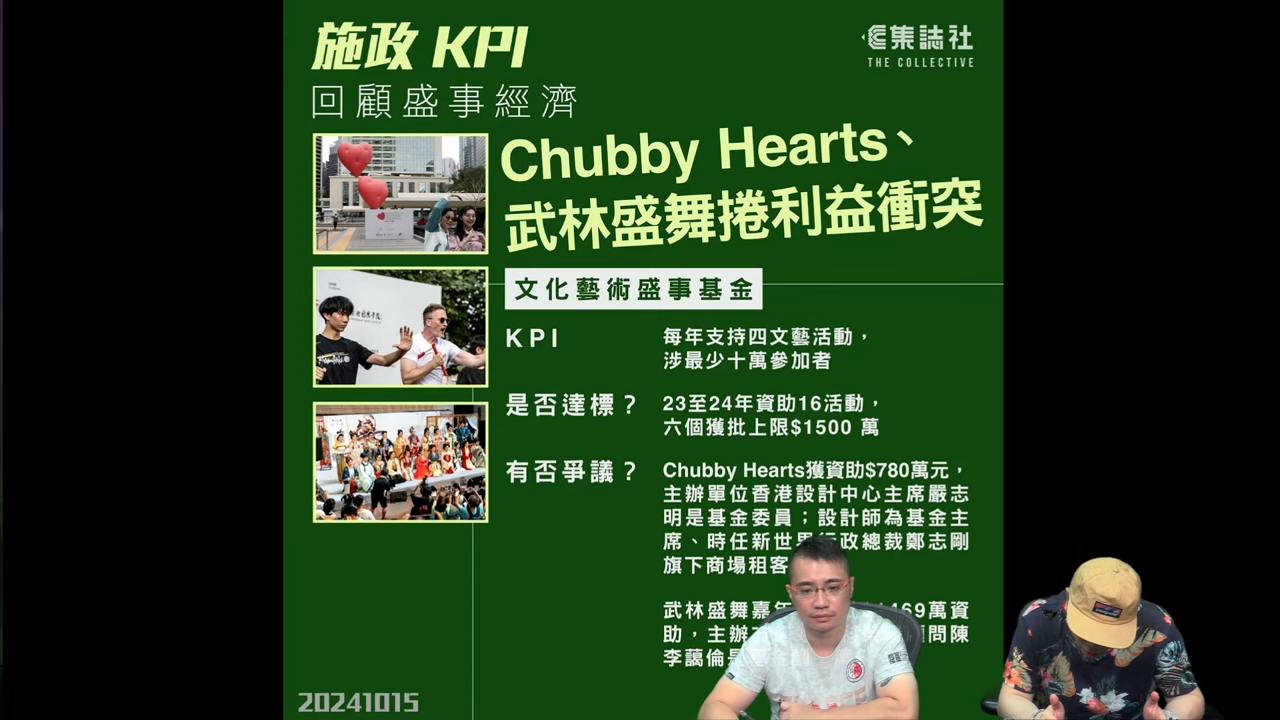 施政 KPI
集誌社
THE COLLECTIVE
回顧盛事經濟
Chubby Hearts、
武林盛舞捲利益衝突
文化藝術盛事基金
KPI
每年支持四文藝活動，
涉最少十萬參加者
是否達標？
23至24年資助16活動，
六個獲批上限$1500 萬
有否爭議？
Chubby Hearts獲資助$780萬元，
主辦單位香港設計中心主席嚴志
明是基金委員；設計師為基金主
席、時任新世界行政總裁鄭志剛
旗下商場租客
武林盛舞嘉年 469萬資
助，主辦 問陳
李藹倫是
20241015